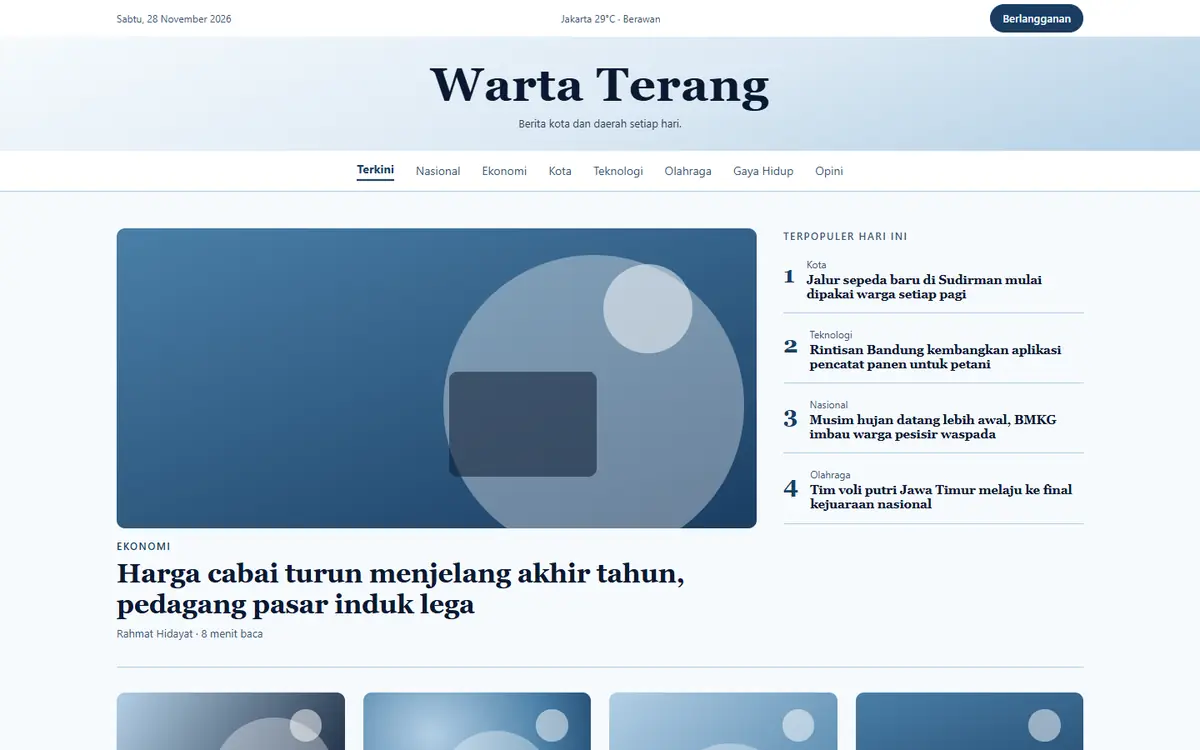 Sabtu, 28 November 2026
Jakarta 29°C · Berawan
Berlangganan
Warta Terang
Berita kota dan daerah setiap hari.
Terkini
Nasional
Ekonomi
Kota
Teknologi
Olahraga
Gaya Hidup
Opini
EKONOMI
Harga cabai turun menjelang akhir tahun,
pedagang pasar induk lega
Rahmat Hidayat · 8 menit baca
TERPOPULER HARI INI
1
Kota
Jalur sepeda baru di Sudirman mulai
dipakai warga setiap pagi
2
Teknologi
Rintisan Bandung kembangkan aplikasi
pencatat panen untuk petani
3
Nasional
Musim hujan datang lebih awal, BMKG
imbau warga pesisir waspada
4
Olahraga
Tim voli putri Jawa Timur melaju ke final
kejuaraan nasional